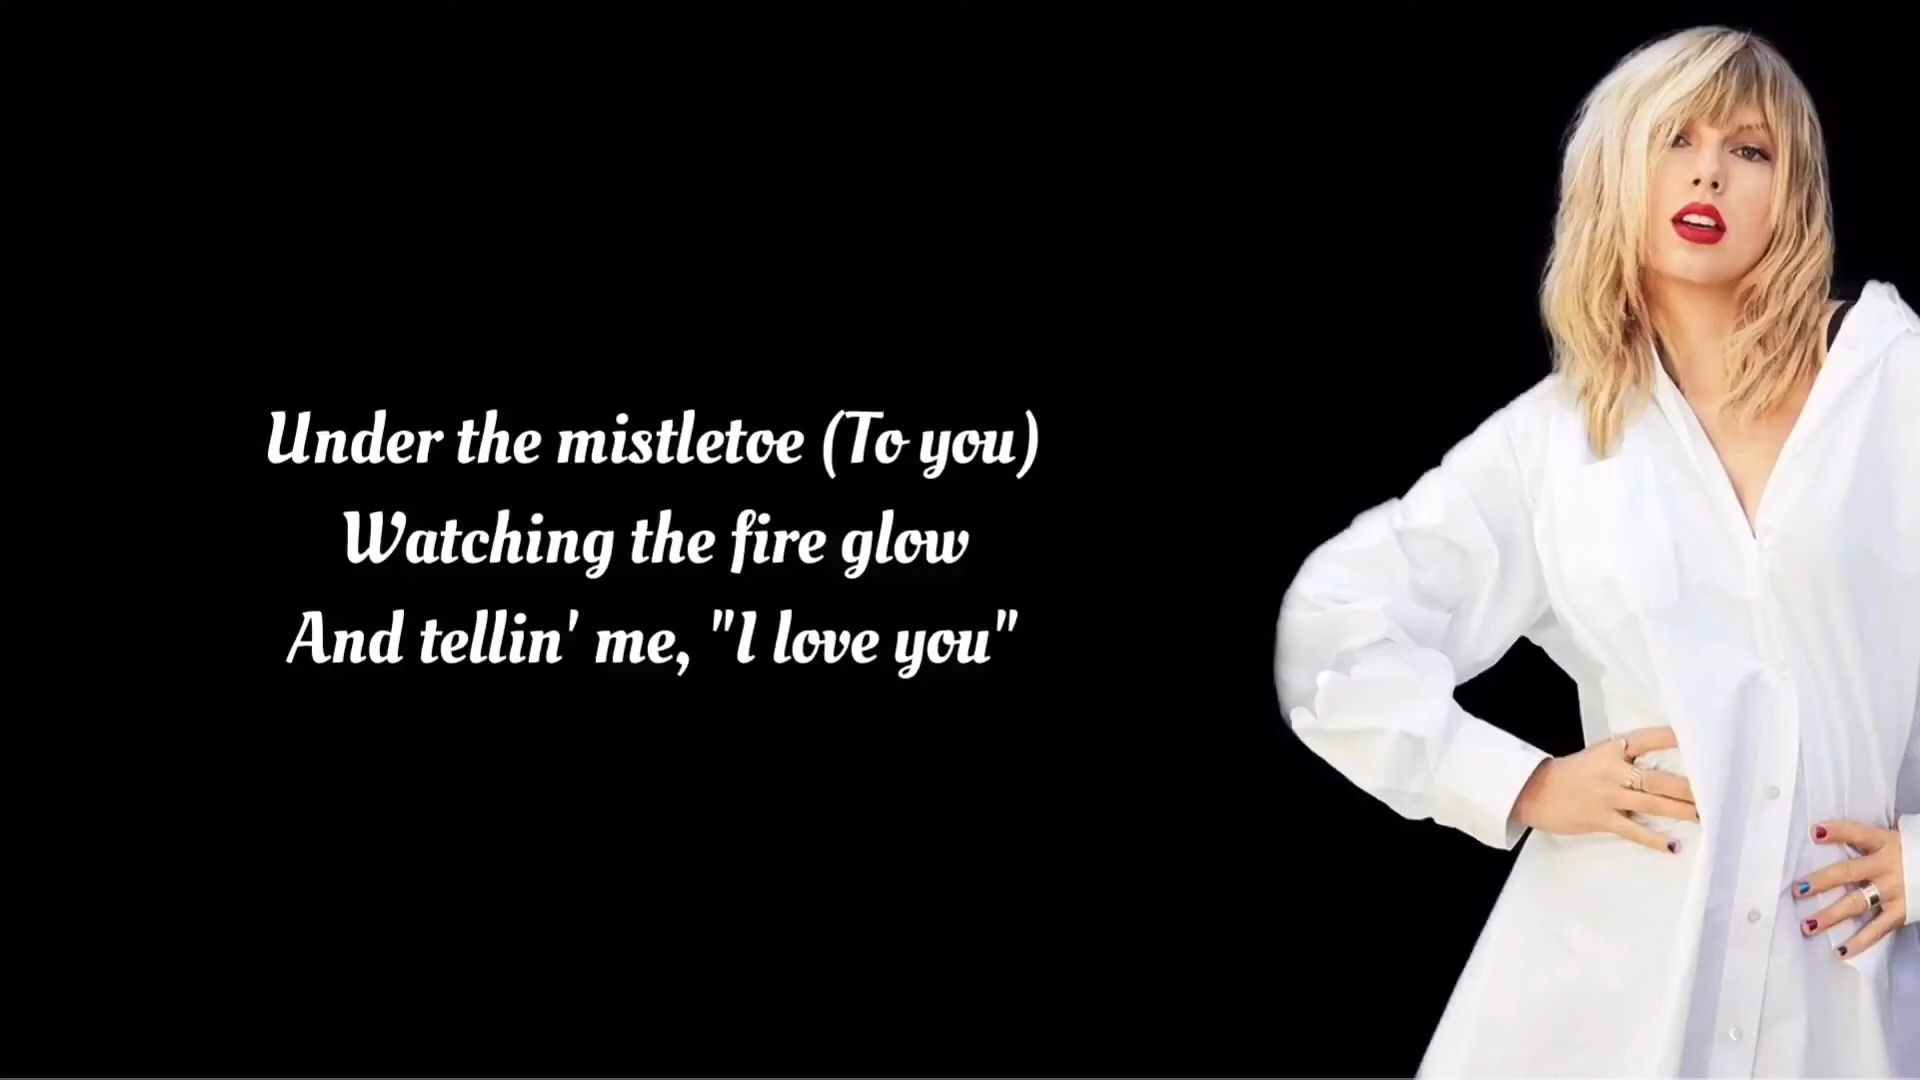 Under the mistletoe (To you)
Watching the fire glow
And tellin' me, "I love you"